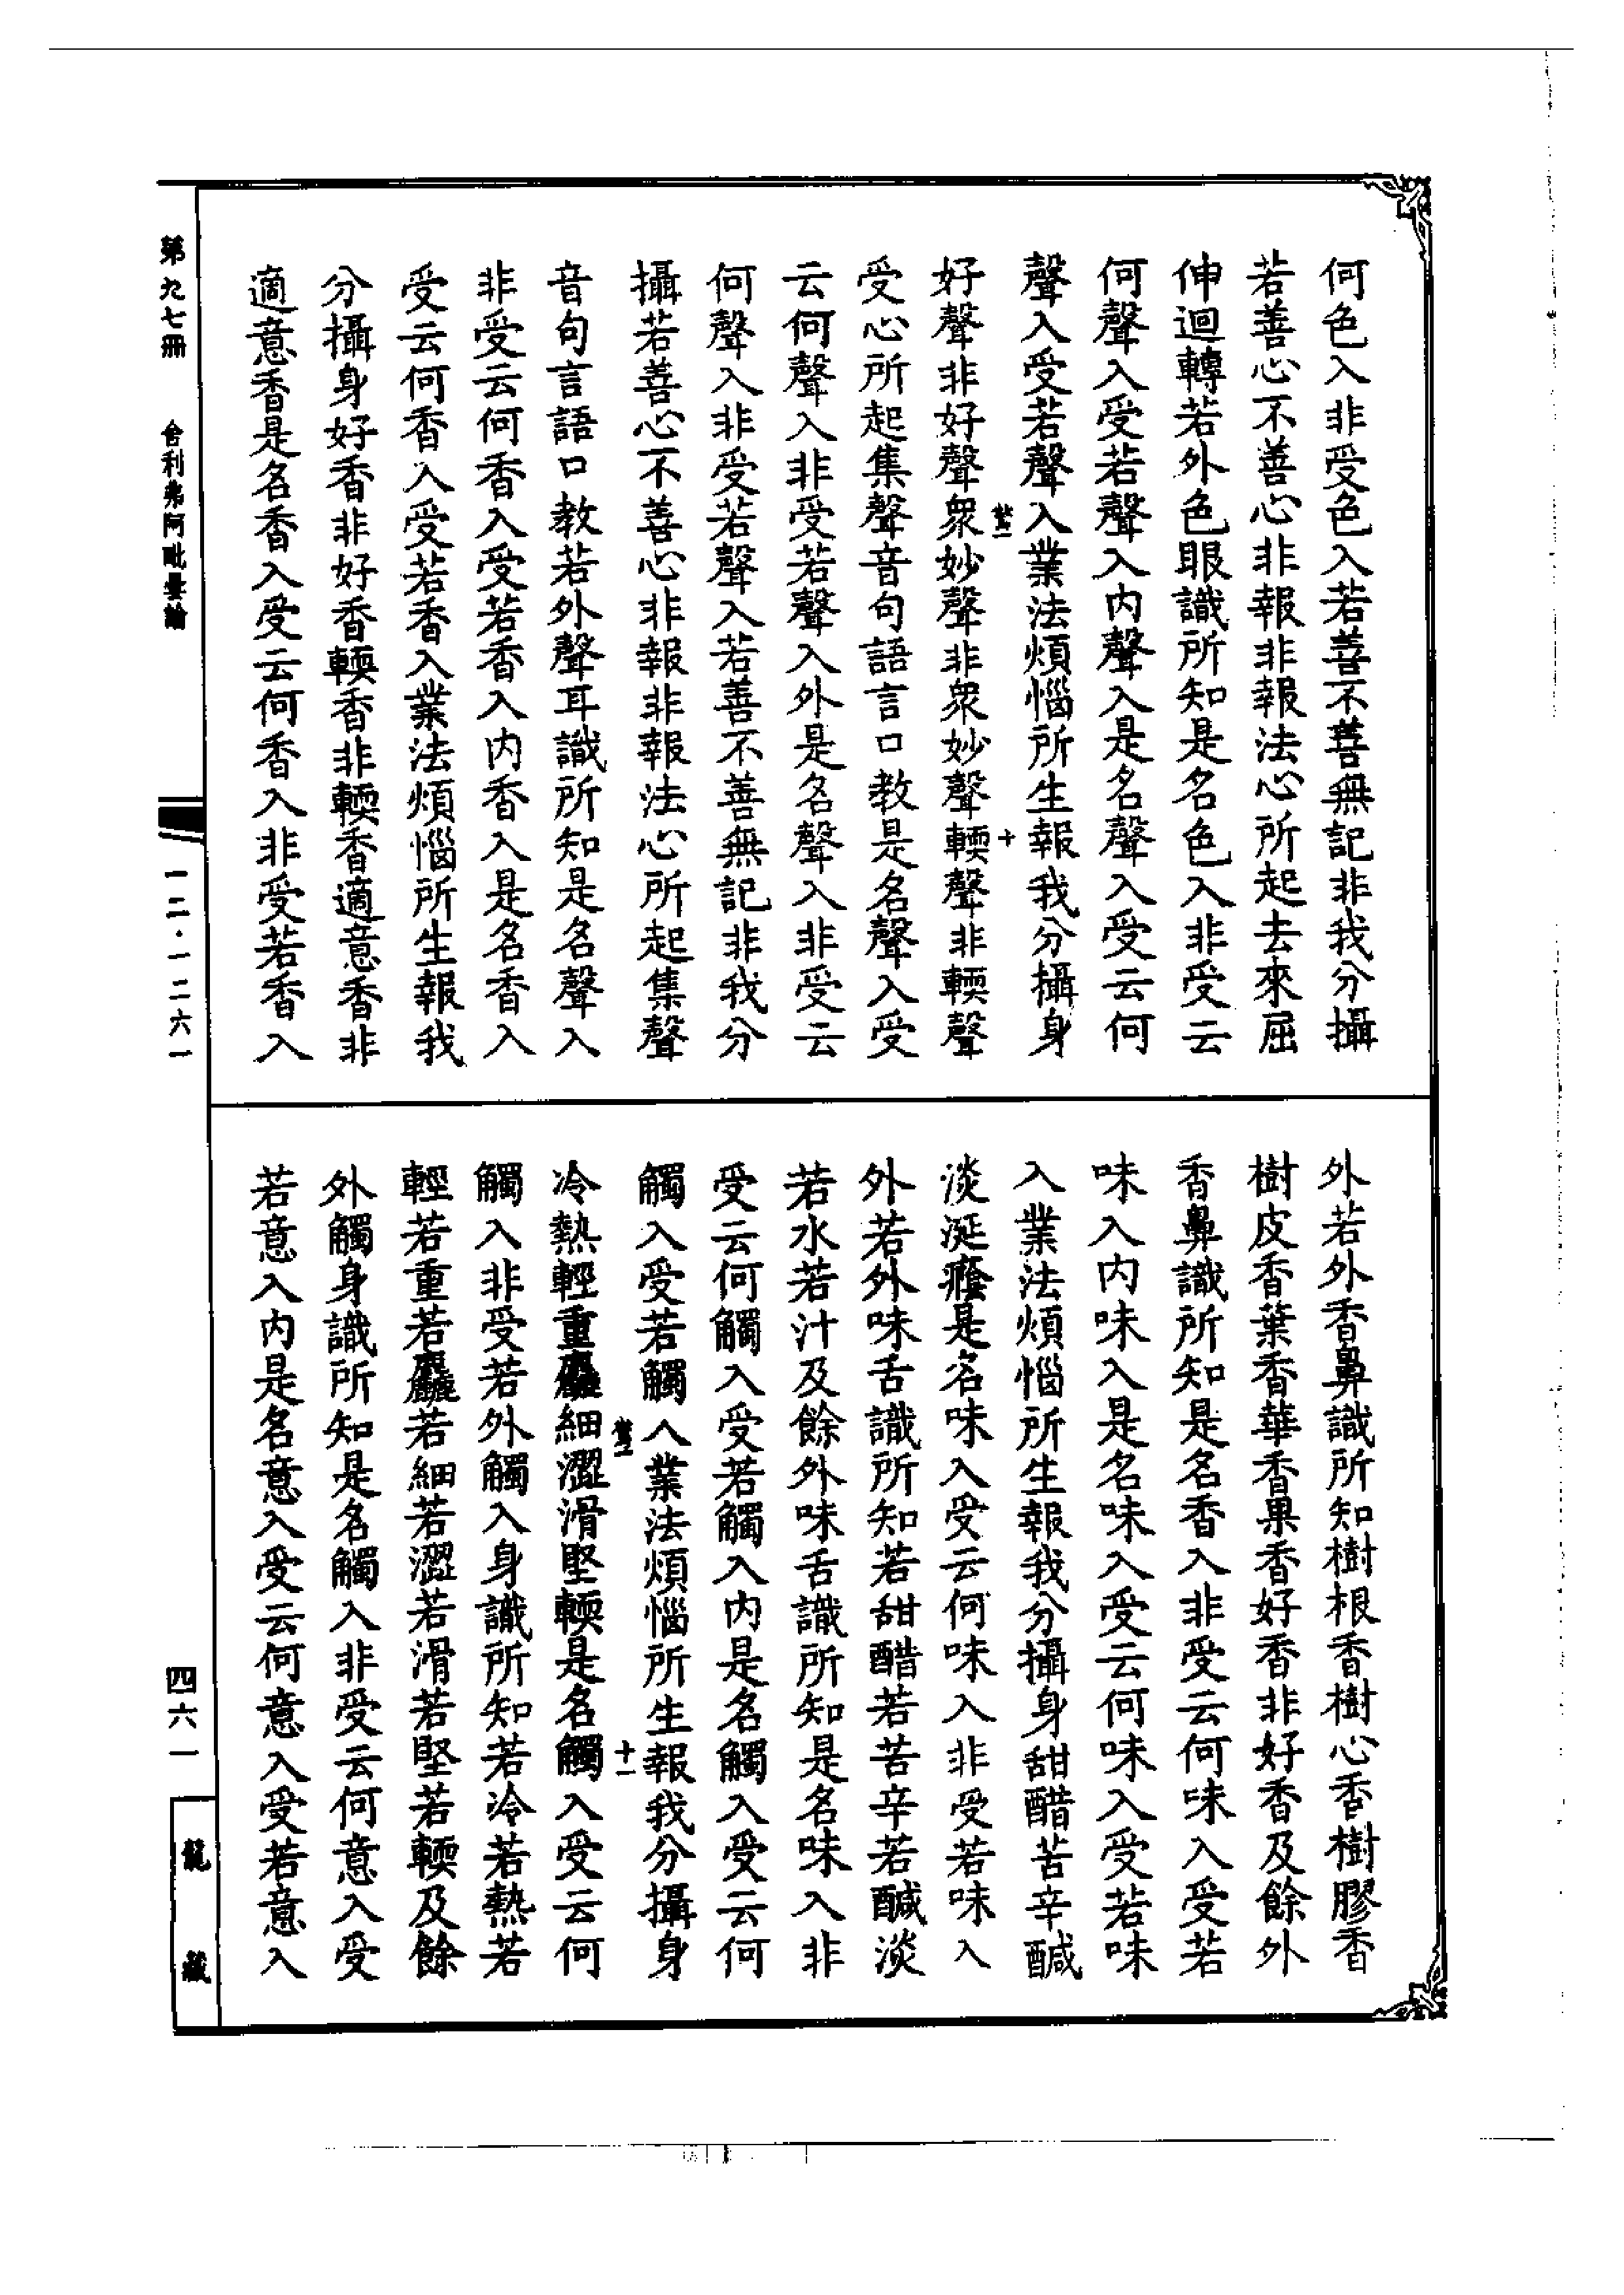 何色入非受色入若善不善無記非我分攝
若善心不善心非報非報法心所起去來屈
伸迴轉若外色眼識所知是名色入非受云
何聲入受若聲入內聲入是名聲入受云何
聲入受若聲入業法煩惱所生報我分攝身
十
好聲非好聲衆妙聲非衆妙聲輭聲非輭聲
受心所起集聲音句語言口教是名聲入受
云何聲入非受若聲入外是名聲入非受云
何聲入非受若聲入若善不善無記非我分
攝若善心不善心非報非報法心所起集聲
音句言語口教若外聲耳識所知是名聲入
非受云何香入受若香入內香入是名香入
受云何香入受若香入業法煩惱所生報我
分攝身好香非好香輭香非輭香適意香非
適意香是名香入受云何香入非受若香入
外若外香鼻識所知樹根香樹心香樹膠香
樹皮香葉香華香果香好香非好香及餘外
香鼻識所知是名香入非受云何味入受若
味入內味入是名味入受云何味入受若味
入業法煩惱所生報我分攝身甜醋苦辛鹹
淡涎癊是名味入受云何味入非受若味入
外若外味舌識所知若甜醋若苦辛若鹹淡
若水若汁及餘外味舌識所知是名味入非
受云何觸入受若觸入內是名觸入受云何
觸入受若觸入業法煩惱所生報我分攝身
十一
冷熱輕重麤細澀滑堅輭是名觸入受云何
觸入非受若外觸入身識所知若冷若熱若
輕若重若麤若細若澀若滑若堅若輭及餘
外觸身識所知是名觸入非受云何意入受
若意入內是名意入受云何意入受若意入
第九七冊 舍利弗阿毗曇論 一二·一二六一 四六一 龍藏